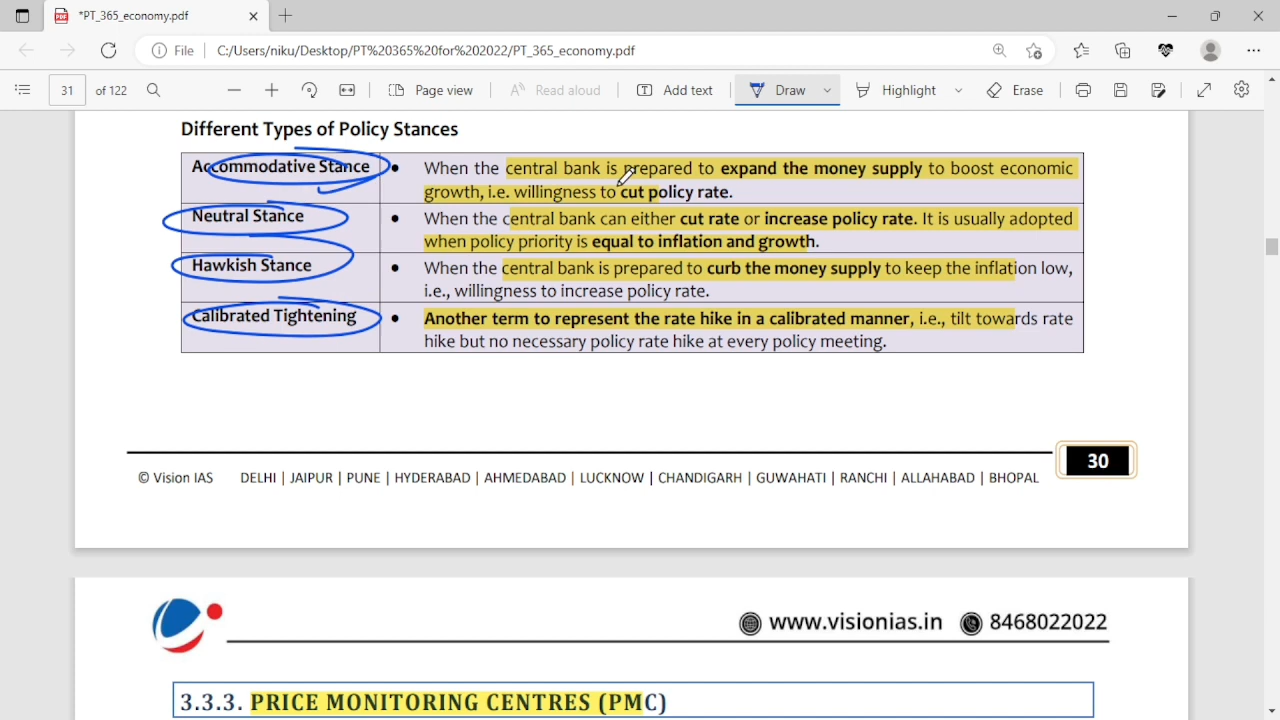 *PT_365_economy.pdf
File
C:/Users/niku/Desktop/PT%20365%20for%202022/PT_365_economy.pdf
31 of 122
Page view
Read aloud
Add text
Draw
Highlight
Erase
Different Types of Policy Stances
Accommodative Stance • When the central bank is prepared to expand the money supply to boost economic
growth, i.e. willingness to cut policy rate.
Neutral Stance • When the central bank can either cut rate or increase policy rate. It is usually adopted
when policy priority is equal to inflation and growth.
Hawkish Stance • When the central bank is prepared to curb the money supply to keep the inflation low,
i.e., willingness to increase policy rate.
Calibrated Tightening • Another term to represent the rate hike in a calibrated manner, i.e., tilt towards rate
hike but no necessary policy rate hike at every policy meeting.
30
© Vision IAS DELHI | JAIPUR | PUNE | HYDERABAD | AHMEDABAD | LUCKNOW | CHANDIGARH | GUWAHATI | RANCHI | ALLAHABAD | BHOPAL
www.visionias.in 8468022022
3.3.3. PRICE MONITORING CENTRES (PMC)